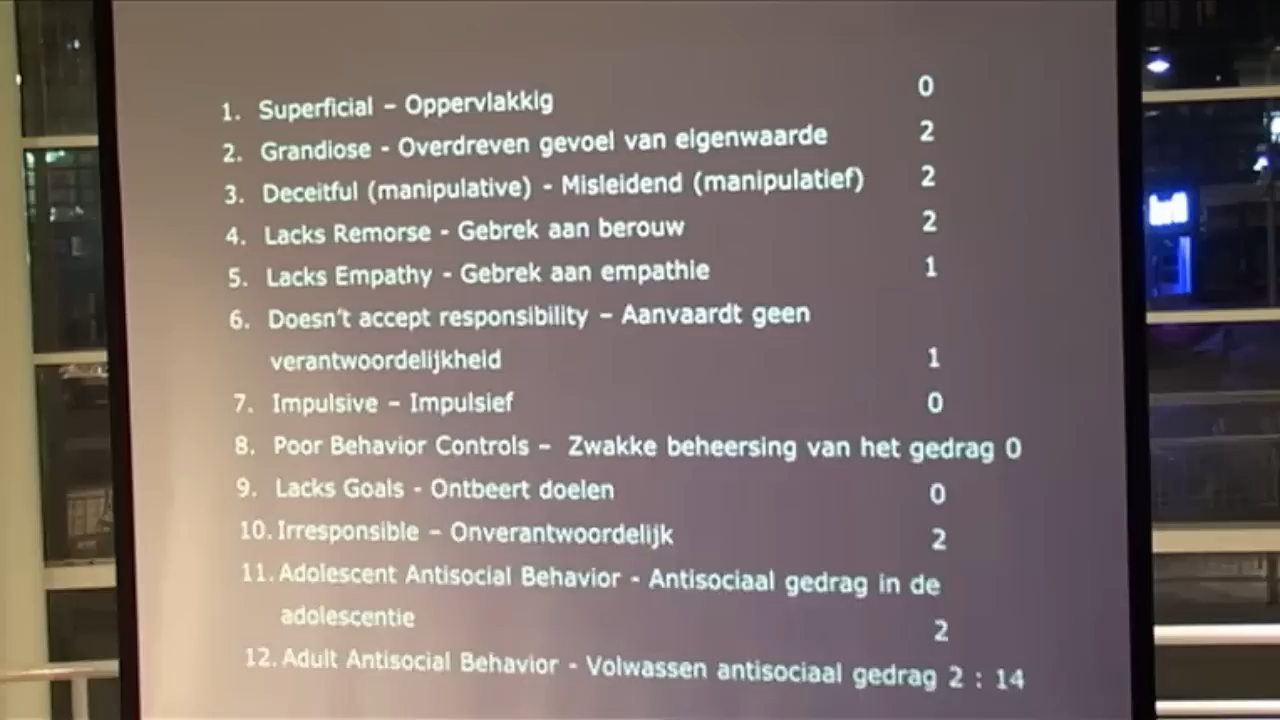 1. Superficial – Oppervlakkig 0
2. Grandiose - Overdreven gevoel van eigenwaarde 2
3. Deceitful (manipulative) - Misleidend (manipulatief) 2
4. Lacks Remorse - Gebrek aan berouw 2
5. Lacks Empathy - Gebrek aan empathie 1
6. Doesn't accept responsibility – Aanvaardt geen
verantwoordelijkheid 1
7. Impulsive – Impulsief 0
8. Poor Behavior Controls – Zwakke beheersing van het gedrag 0
9. Lacks Goals - Ontbeert doelen 0
10. Irresponsible – Onverantwoordelijk 2
11. Adolescent Antisocial Behavior - Antisociaal gedrag in de
adolescentie 2
12. Adult Antisocial Behavior - Volwassen antisociaal gedrag 2 : 14